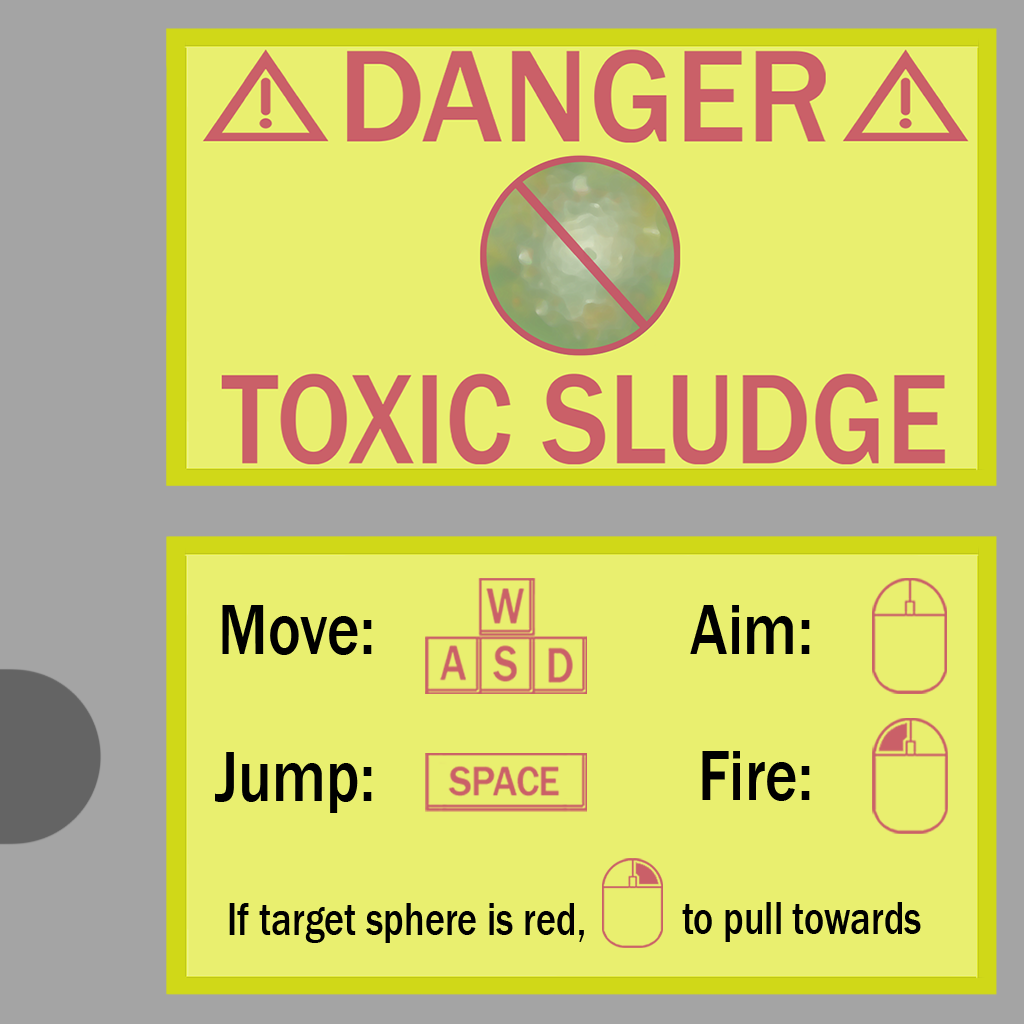 DANGER
TOXIC SLUDGE
Move:
W
A S D
Aim:
Jump:
SPACE
Fire:
If target sphere is red, to pull towards